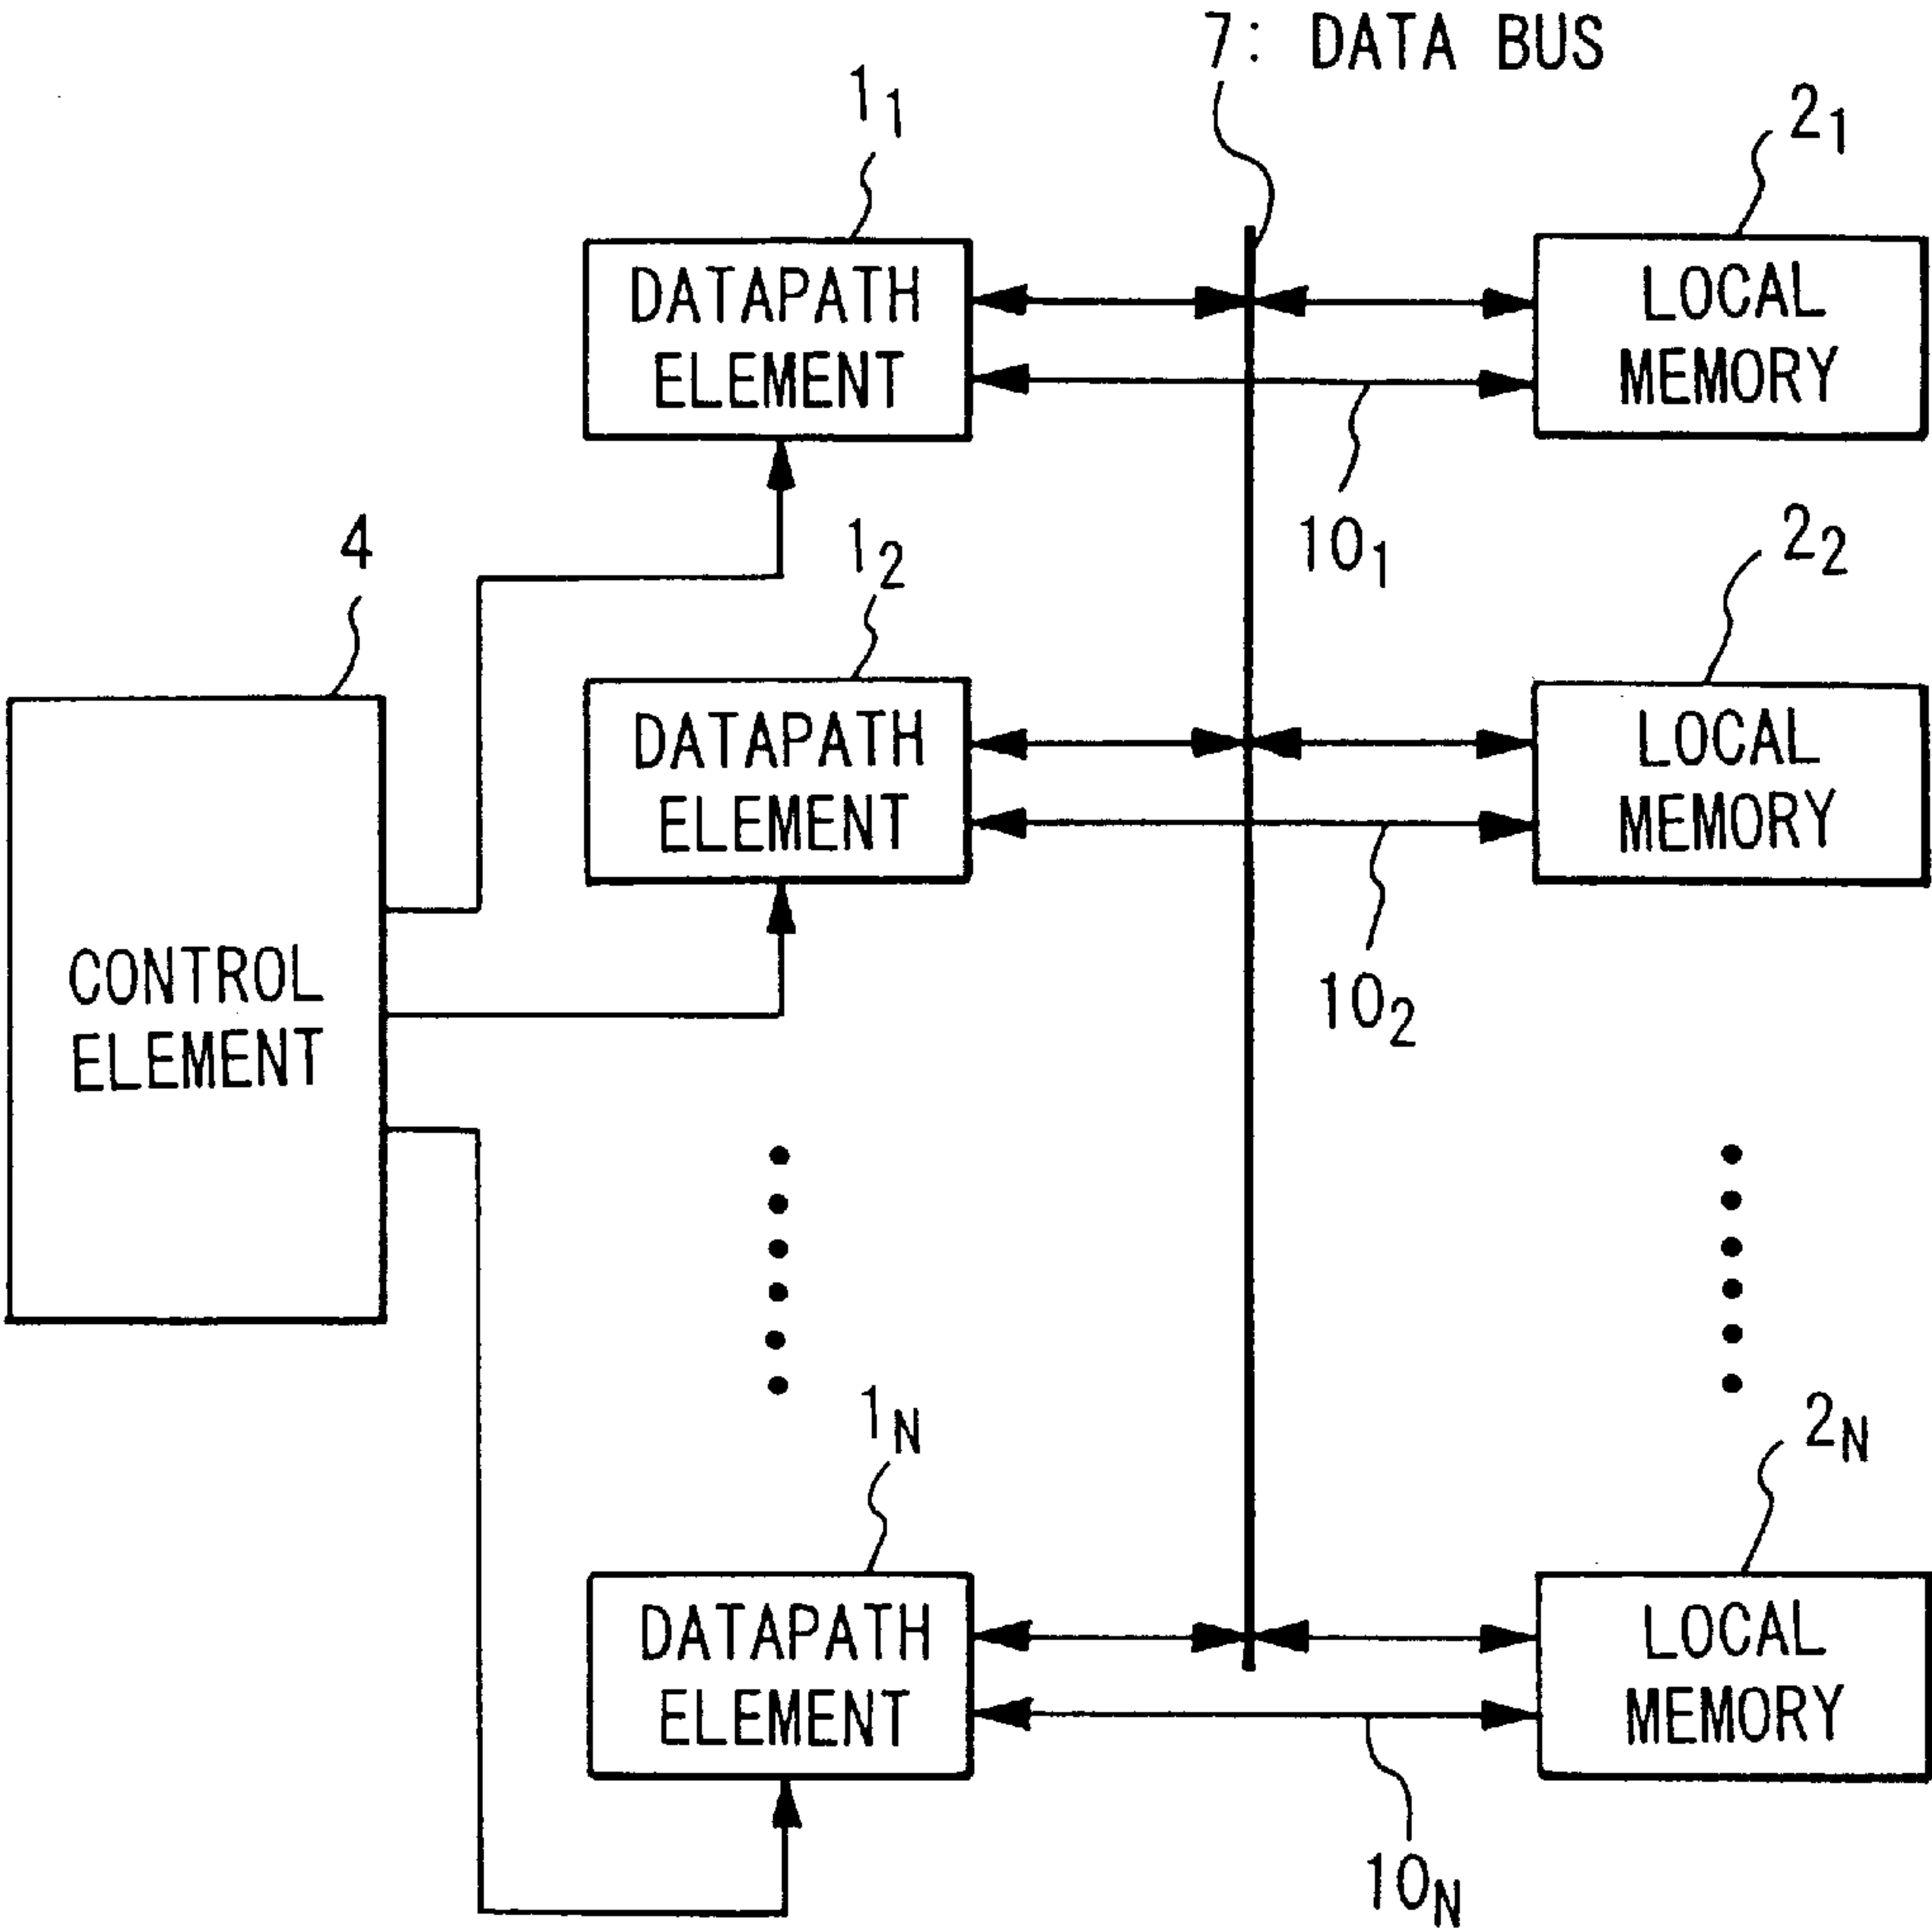 7: DATA BUS
1₁
2₁
DATAPATH
ELEMENT
LOCAL
MEMORY
10₁
4
1₂
2₂
DATAPATH
ELEMENT
LOCAL
MEMORY
CONTROL
ELEMENT
10₂
1N
2N
DATAPATH
ELEMENT
LOCAL
MEMORY
10N